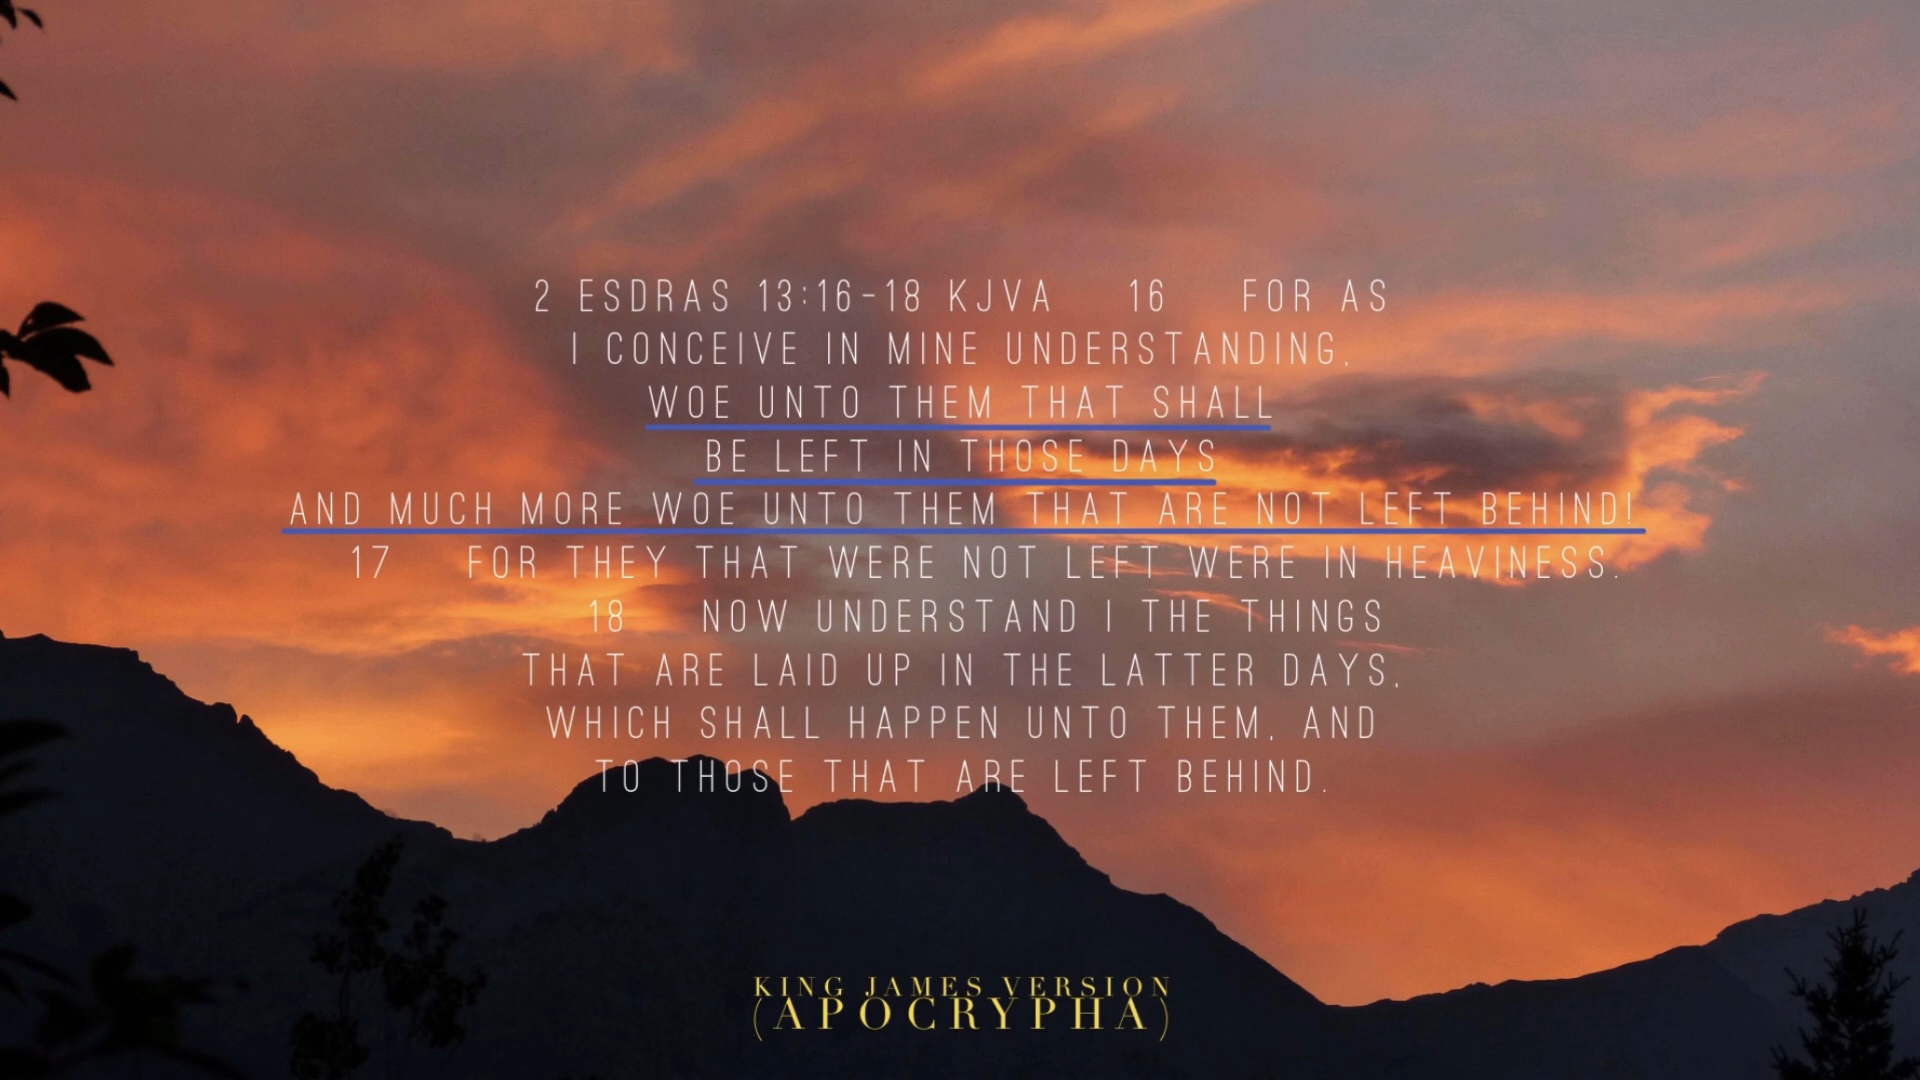 2 ESDRAS 13:16-18 KJVA 16 FOR AS
I CONCEIVE IN MINE UNDERSTANDING,
WOE UNTO THEM THAT SHALL
BE LEFT IN THOSE DAYS
AND MUCH MORE WOE UNTO THEM THAT ARE NOT LEFT BEHIND!
17 FOR THEY THAT WERE NOT LEFT WERE IN HEAVINESS.
18 NOW UNDERSTAND I THE THINGS
THAT ARE LAID UP IN THE LATTER DAYS,
WHICH SHALL HAPPEN UNTO THEM, AND
TO THOSE THAT ARE LEFT BEHIND.
KING JAMES VERSION
(APOCRYPHA)